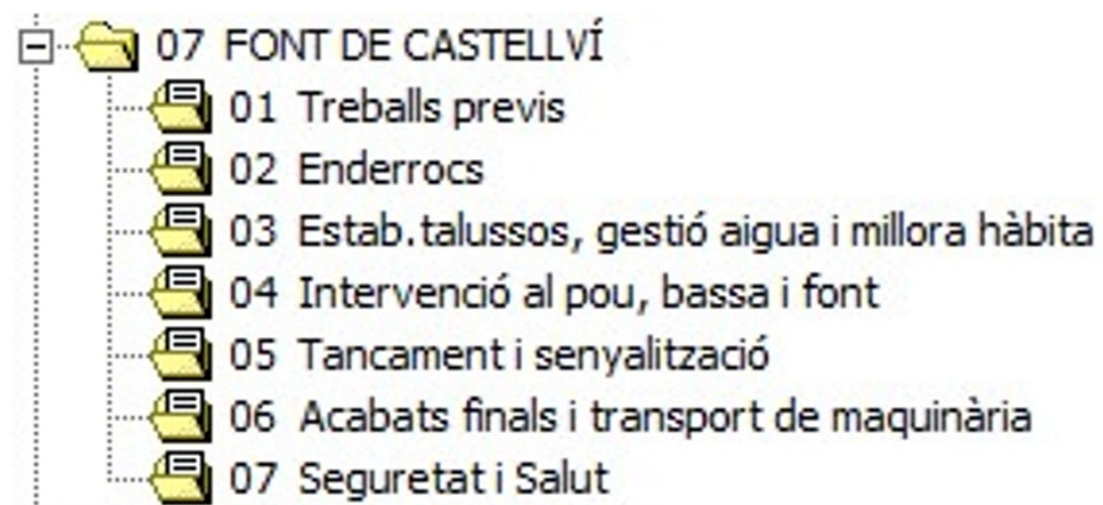 07 FONT DE CASTELLVÍ
01 Treballs previs
02 Enderrocs
03 Estab.talussos, gestió aigua i millora hàbita
04 Intervenció al pou, bassa i font
05 Tancament i senyalització
06 Acabats finals i transport de maquinària
07 Seguretat i Salut